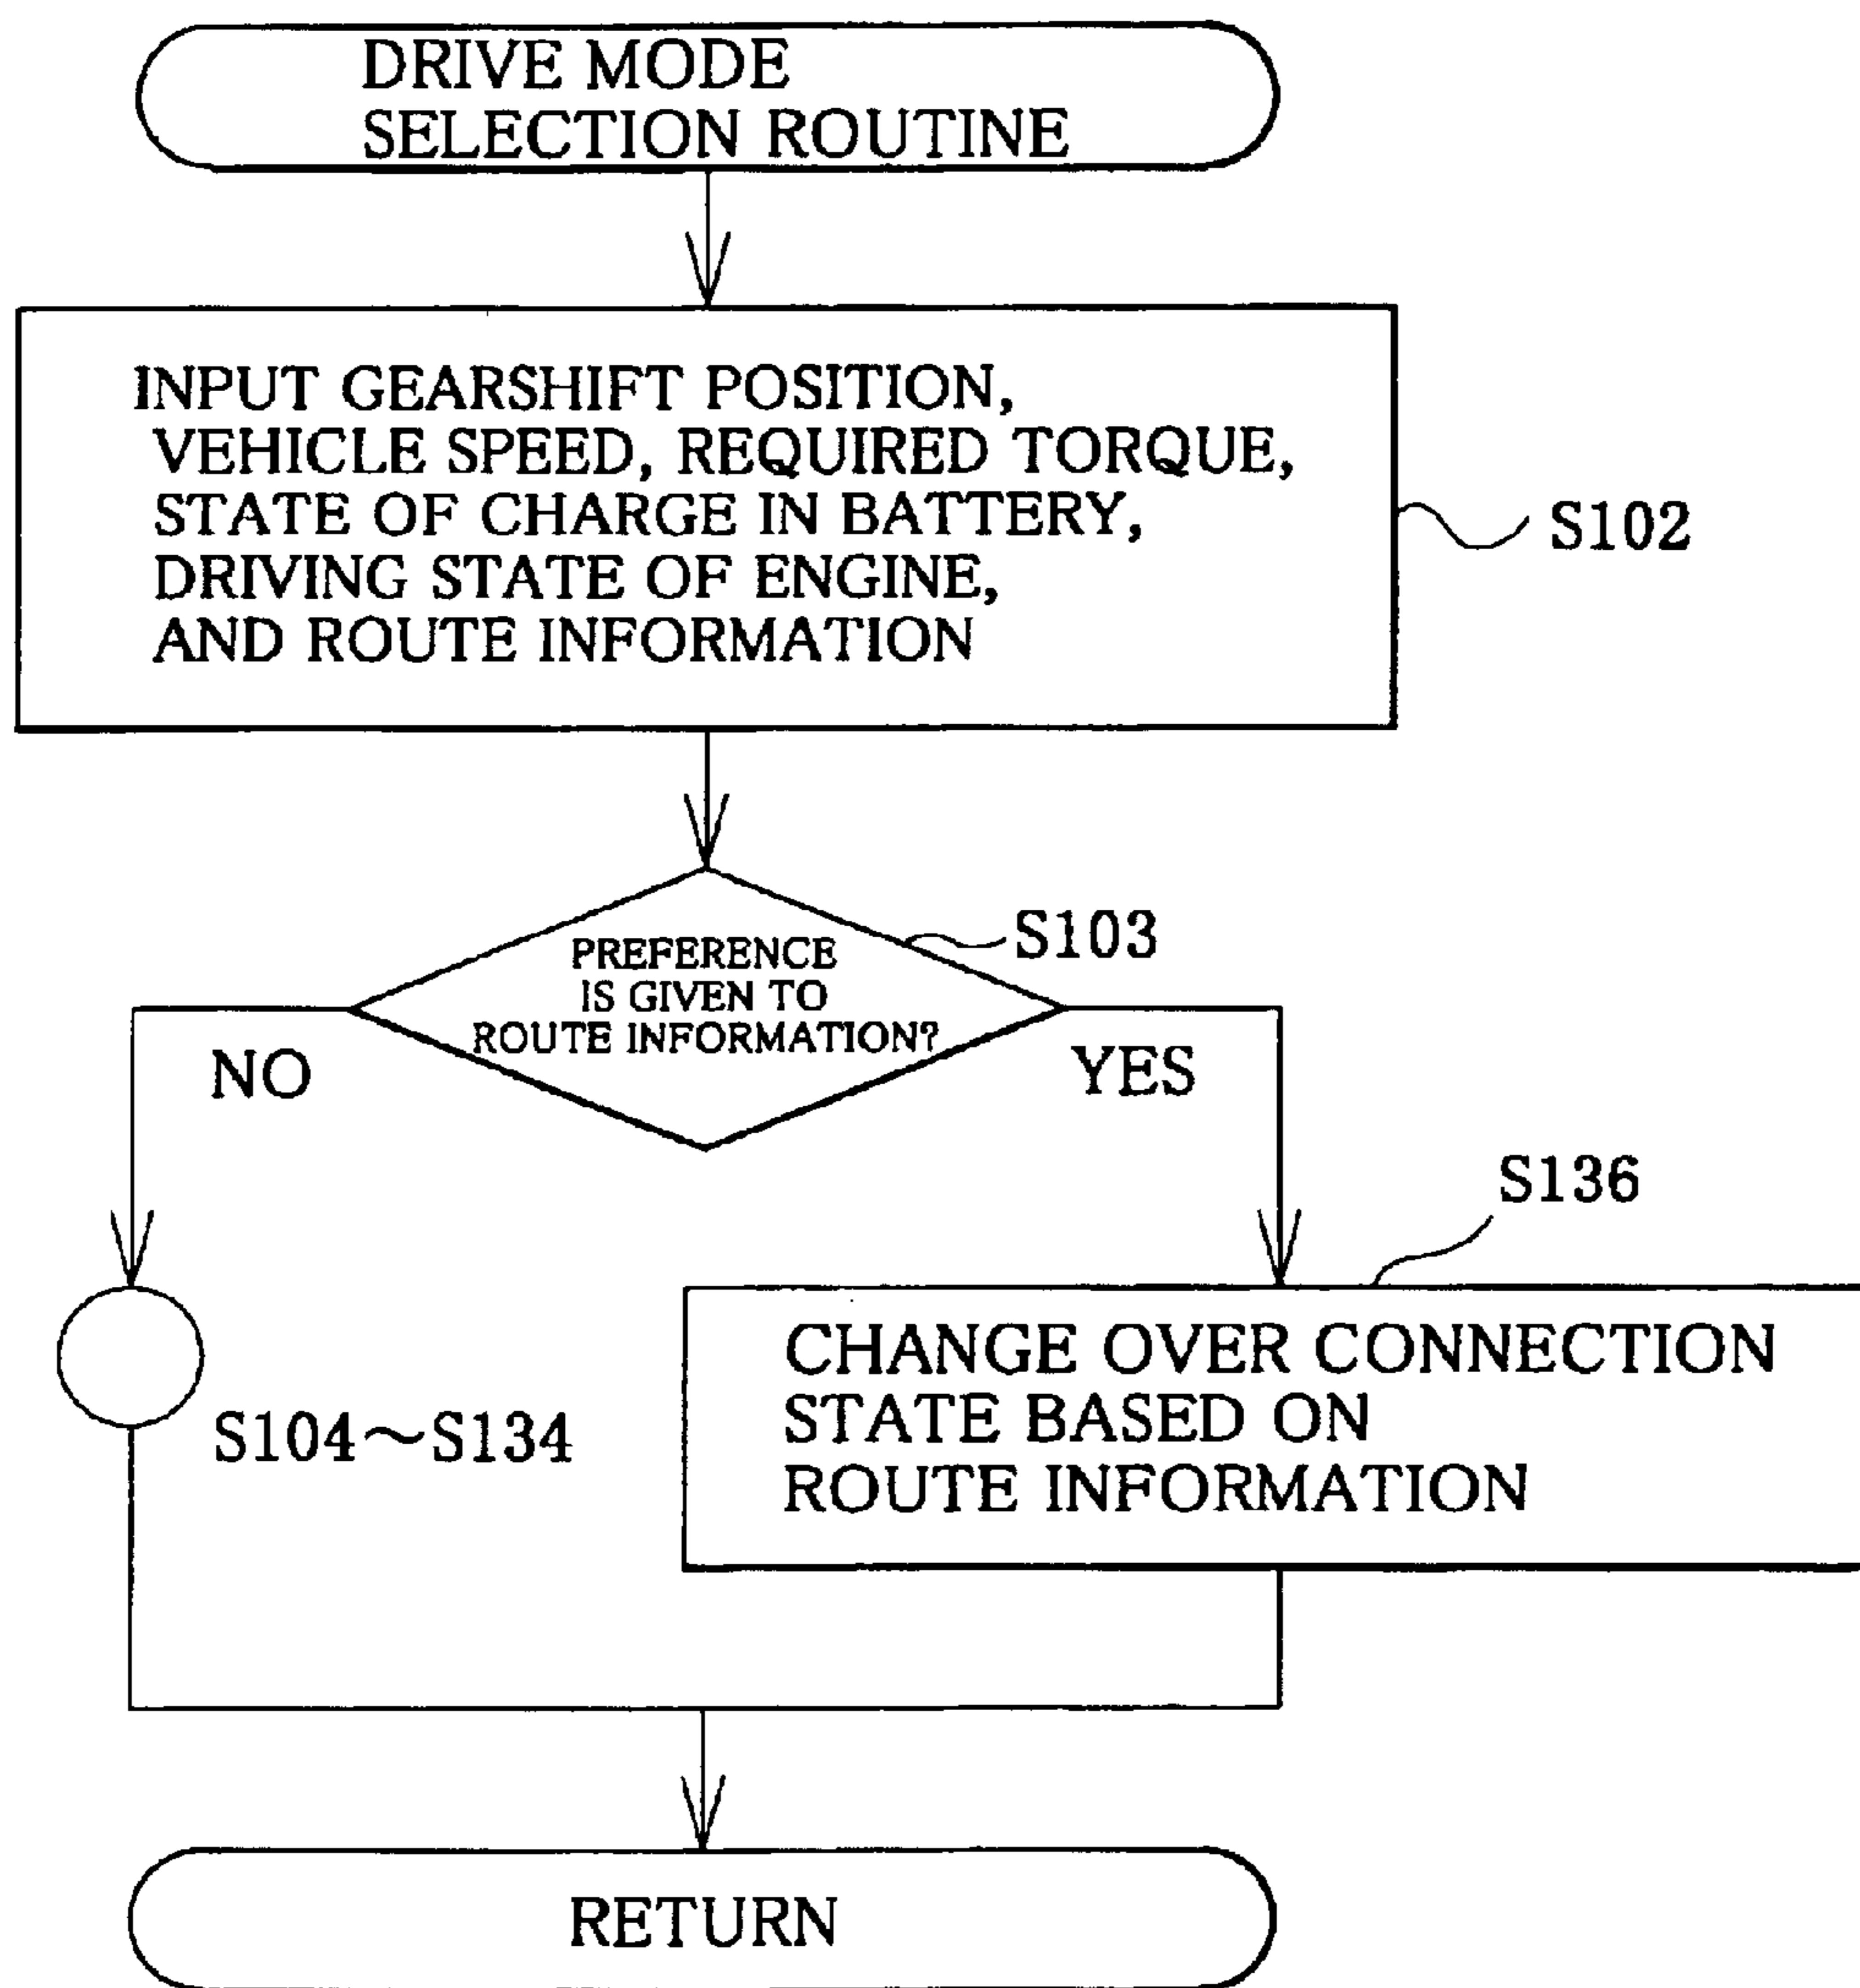 DRIVE MODE
SELECTION ROUTINE
INPUT GEARSHIFT POSITION,
VEHICLE SPEED, REQUIRED TORQUE,
STATE OF CHARGE IN BATTERY,
DRIVING STATE OF ENGINE,
AND ROUTE INFORMATION
S102
S103
PREFERENCE
IS GIVEN TO
ROUTE INFORMATION?
NO
YES
S136
CHANGE OVER CONNECTION
STATE BASED ON
ROUTE INFORMATION
S104~S134
RETURN